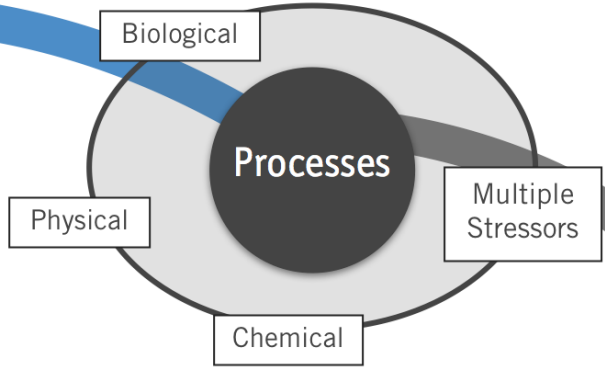 Biological
Processes
Multiple
Stressors
Physical
Chemical